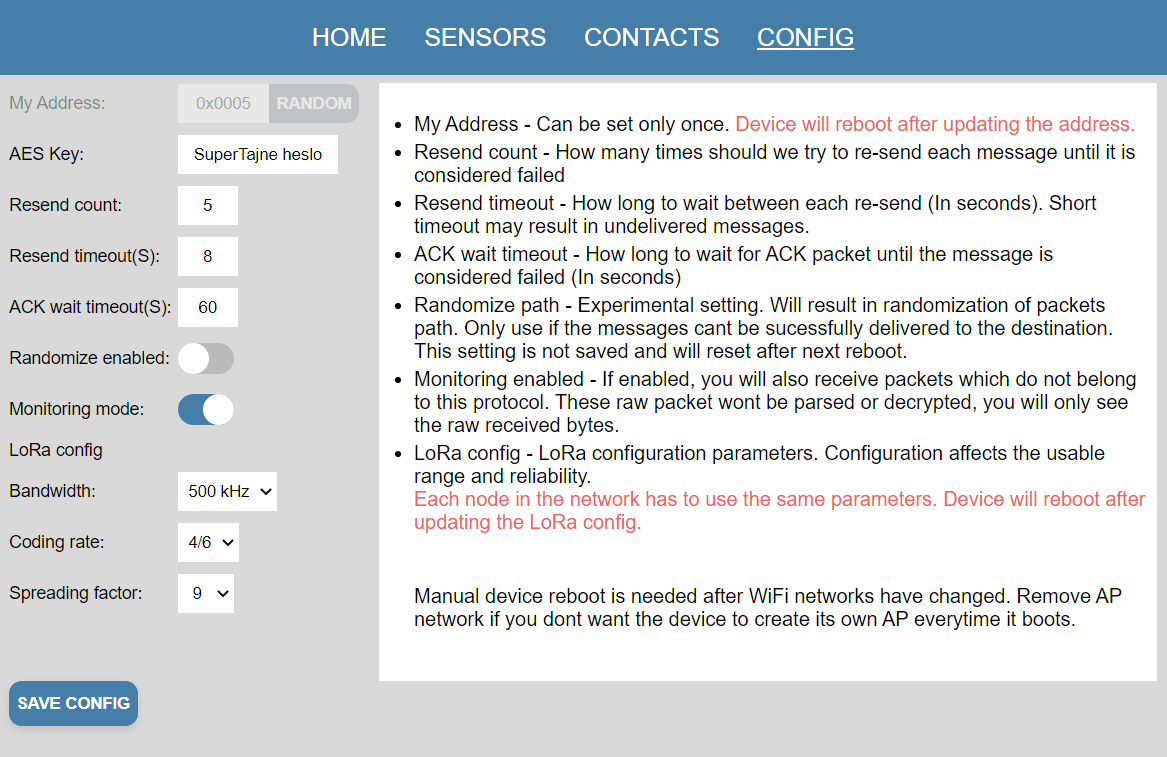 HOME SENSORS CONTACTS CONFIG
My Address: 0x0005 RANDOM
AES Key: SuperTajne heslo
Resend count: 5
Resend timeout(S): 8
ACK wait timeout(S): 60
Randomize enabled:
Monitoring mode:
LoRa config
Bandwidth: 500 kHz
Coding rate: 4/6
Spreading factor: 9
SAVE CONFIG
• My Address - Can be set only once. Device will reboot after updating the address.
• Resend count - How many times should we try to re-send each message until it is
considered failed
• Resend timeout - How long to wait between each re-send (In seconds). Short
timeout may result in undelivered messages.
• ACK wait timeout - How long to wait for ACK packet until the message is
considered failed (In seconds)
• Randomize path - Experimental setting. Will result in randomization of packets
path. Only use if the messages cant be sucessfully delivered to the destination.
This setting is not saved and will reset after next reboot.
• Monitoring enabled - If enabled, you will also receive packets which do not belong
to this protocol. These raw packet wont be parsed or decrypted, you will only see
the raw received bytes.
• LoRa config - LoRa configuration parameters. Configuration affects the usable
range and reliability.
Each node in the network has to use the same parameters. Device will reboot after
updating the LoRa config.
Manual device reboot is needed after WiFi networks have changed. Remove AP
network if you dont want the device to create its own AP everytime it boots.